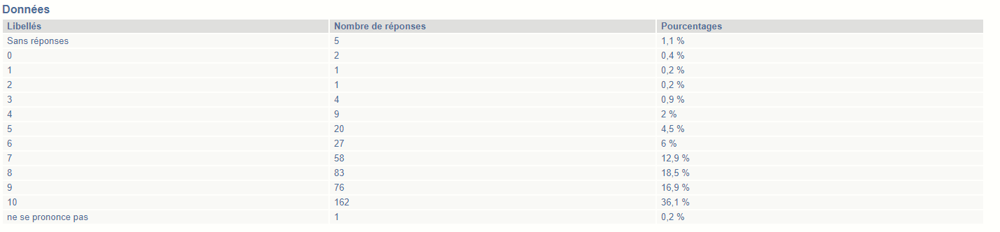 Données
Libellés Nombre de réponses Pourcentages
Sans réponses 5 1,1 %
0 2 0,4 %
1 1 0,2 %
2 1 0,2 %
3 4 0,9 %
4 9 2 %
5 20 4,5 %
6 27 6 %
7 58 12,9 %
8 83 18,5 %
9 76 16,9 %
10 162 36,1 %
ne se prononce pas 1 0,2 %